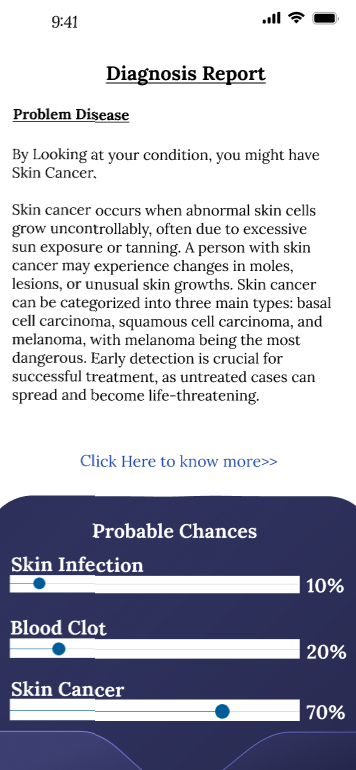 9:41
Diagnosis Report
Problem Disease
By Looking at your condition, you might have
Skin Cancer.
Skin cancer occurs when abnormal skin cells
grow uncontrollably, often due to excessive
sun exposure or tanning. A person with skin
cancer may experience changes in moles,
lesions, or unusual skin growths. Skin cancer
can be categorized into three main types: basal
cell carcinoma, squamous cell carcinoma, and
melanoma, with melanoma being the most
dangerous. Early detection is crucial for
successful treatment, as untreated cases can
spread and become life-threatening.
Click Here to know more>>
Probable Chances
Skin Infection
10%
Blood Clot
20%
Skin Cancer
70%